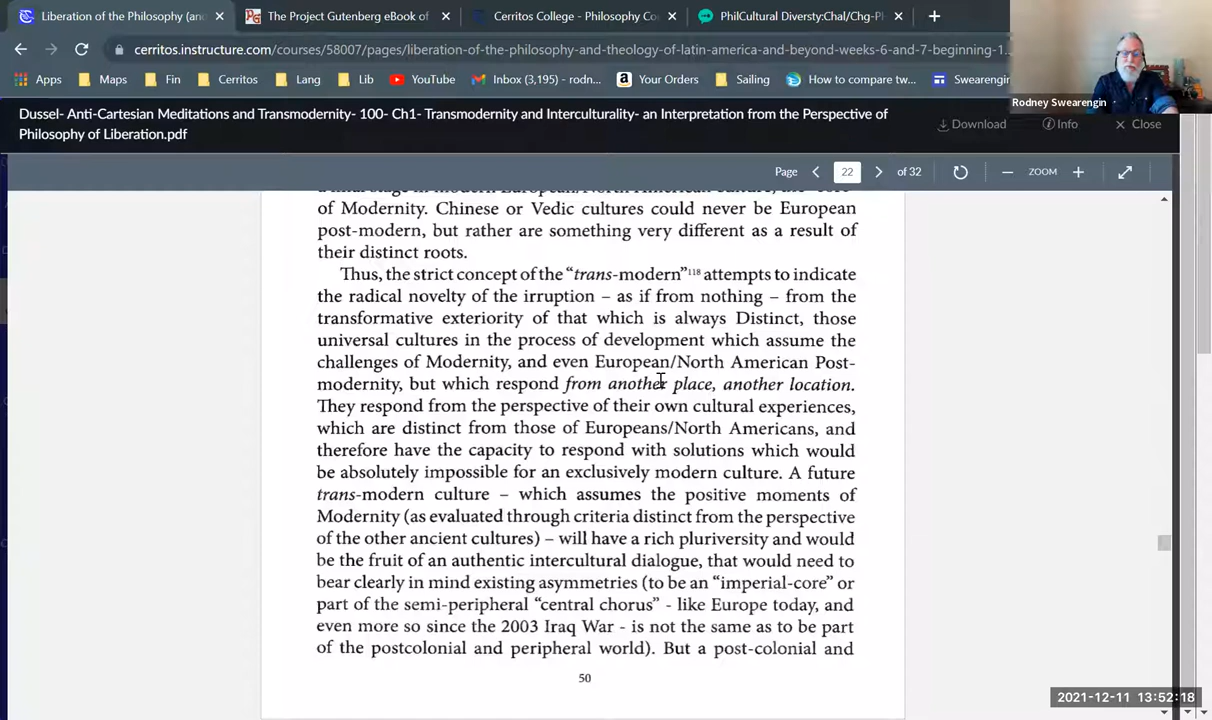 Liberation of the Philosophy (an
The Project Gutenberg eBook of
Cerritos College - Philosophy Co
PhilCultural Diversty:Chal/Chg-Pl
cerritos.instructure.com/courses/58007/pages/liberation-of-the-philosophy-and-theology-of-latin-america-and-beyond-weeks-6-and-7-beginning-1...
Apps
Maps
Fin
Cerritos
Lang
Lib
YouTube
Inbox (3,195) - rodn...
Your Orders
Sailing
How to compare tw...
Swearengin
Rodney Swearengin
Dussel- Anti-Cartesian Meditations and Transmodernity- 100- Ch1- Transmodernity and Interculturality- an Interpretation from the Perspective of
Philosophy of Liberation.pdf
Download
Info
Close
Page
22
of 32
ZOOM
of Modernity. Chinese or Vedic cultures could never be European
post-modern, but rather are something very different as a result of
their distinct roots.
Thus, the strict concept of the “trans-modern”118 attempts to indicate
the radical novelty of the irruption – as if from nothing – from the
transformative exteriority of that which is always Distinct, those
universal cultures in the process of development which assume the
challenges of Modernity, and even European/North American Post-
modernity, but which respond from another place, another location.
They respond from the perspective of their own cultural experiences,
which are distinct from those of Europeans/North Americans, and
therefore have the capacity to respond with solutions which would
be absolutely impossible for an exclusively modern culture. A future
trans-modern culture – which assumes the positive moments of
Modernity (as evaluated through criteria distinct from the perspective
of the other ancient cultures) – will have a rich pluriversity and would
be the fruit of an authentic intercultural dialogue, that would need to
bear clearly in mind existing asymmetries (to be an “imperial-core” or
part of the semi-peripheral “central chorus” - like Europe today, and
even more so since the 2003 Iraq War - is not the same as to be part
of the postcolonial and peripheral world). But a post-colonial and
50
2021-12-11 13:52:18